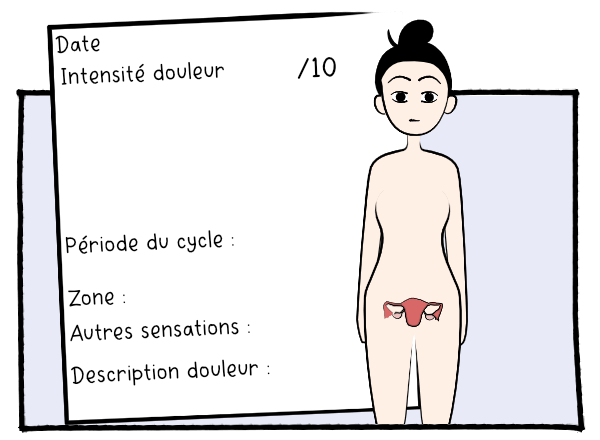 Date
Intensité douleur /10
Période du cycle :
Zone :
Autres sensations :
Description douleur :